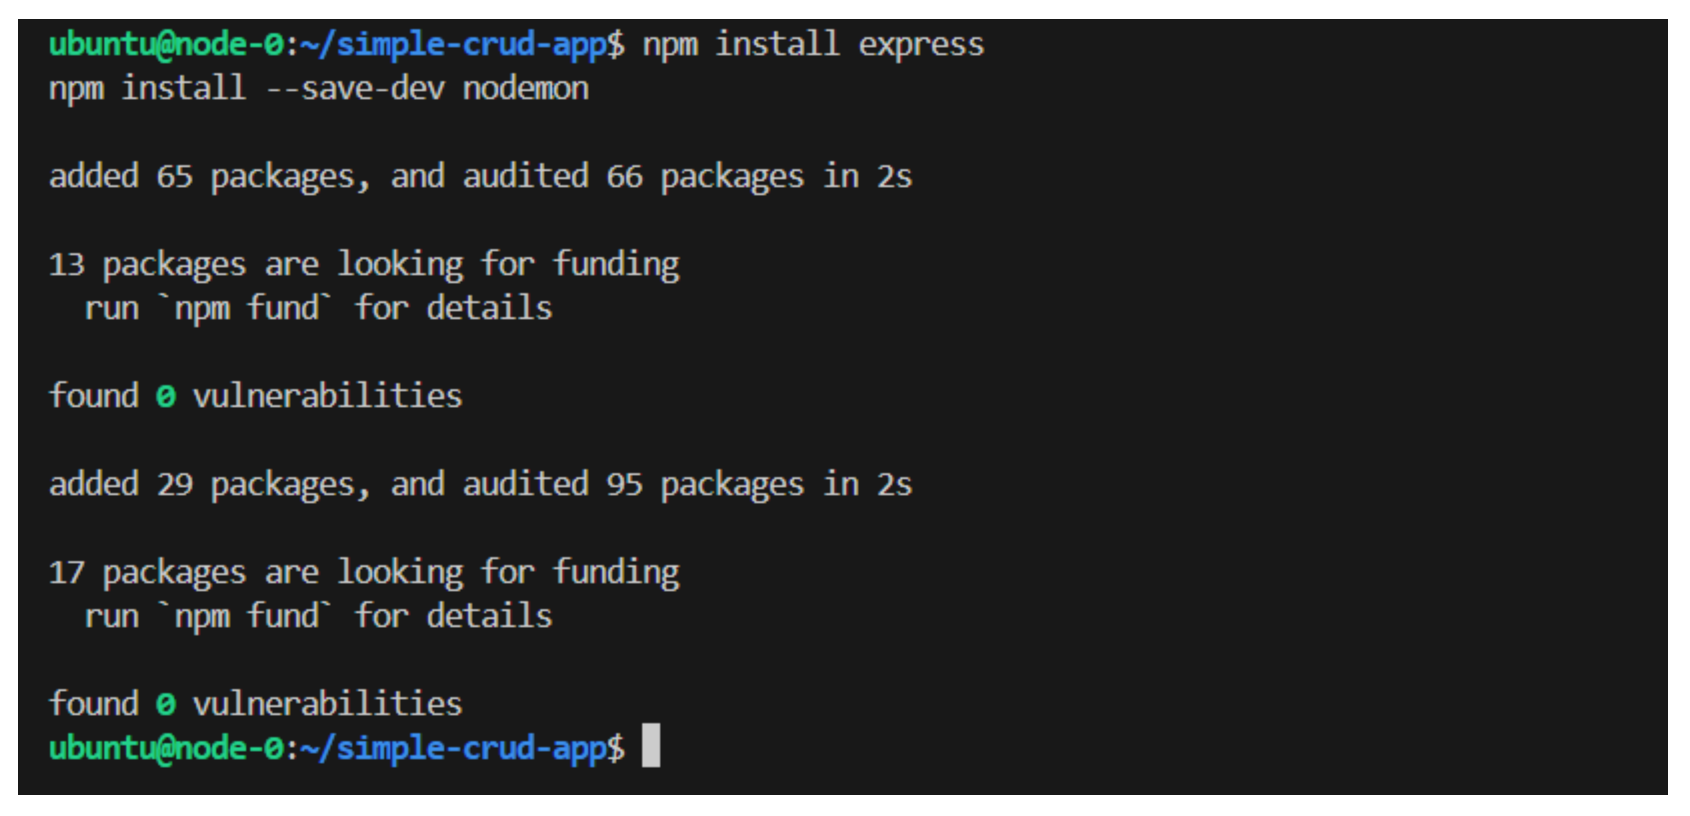 ubuntu@node-0:~/simple-crud-app$ npm install express
npm install --save-dev nodemon
added 65 packages, and audited 66 packages in 2s
13 packages are looking for funding
  run `npm fund` for details
found 0 vulnerabilities
added 29 packages, and audited 95 packages in 2s
17 packages are looking for funding
  run `npm fund` for details
found 0 vulnerabilities
ubuntu@node-0:~/simple-crud-app$